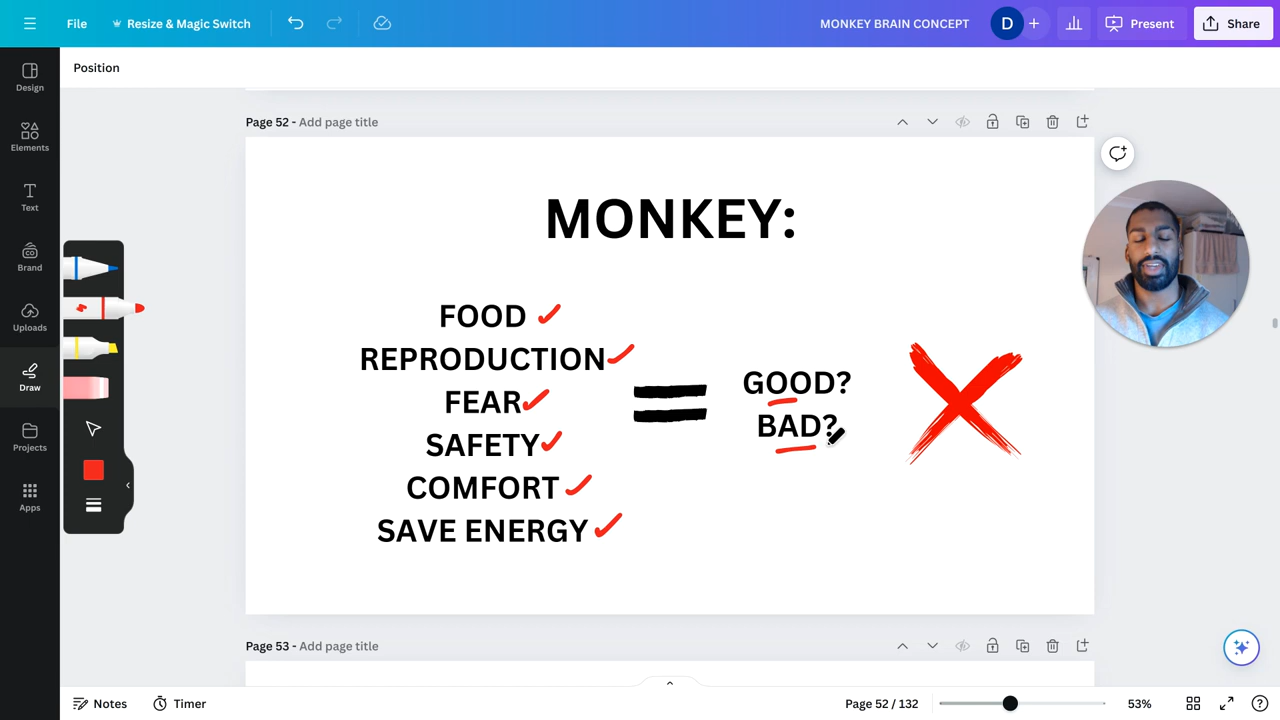 File
Resize & Magic Switch
MONKEY BRAIN CONCEPT
D
+
Present
Share
Design
Elements
Text
Brand
Uploads
Draw
Projects
Apps
Position
Page 52 - Add page title
MONKEY:
FOOD
REPRODUCTION
FEAR
SAFETY
COMFORT
SAVE ENERGY
GOOD?
BAD?
Page 53 - Add page title
Notes
Timer
Page 52 / 132
53%